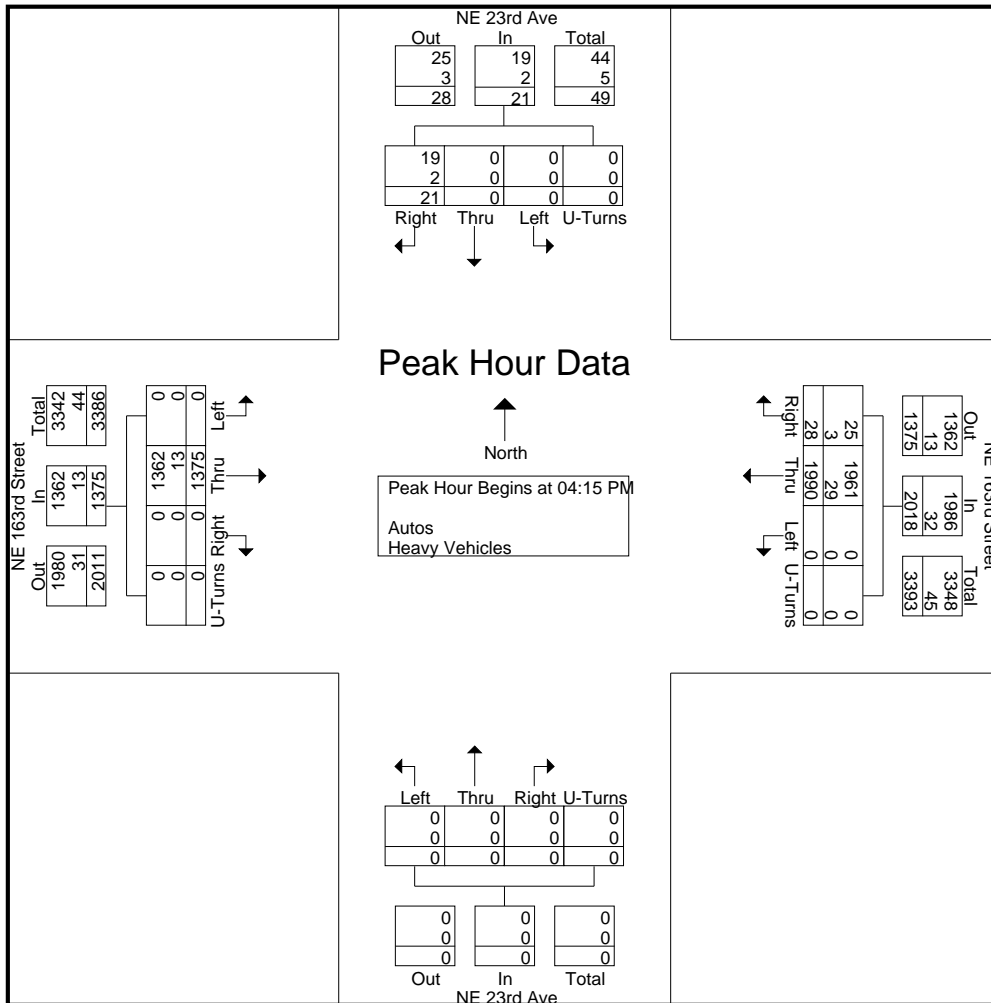 NE 23rd Ave
Out In Total
25 19 44
3 2 5
28 21 49
19 0 0 0
2 0 0 0
21 0 0 0
Right Thru Left U-Turns
Peak Hour Data
North
Peak Hour Begins at 04:15 PM
Autos
Heavy Vehicles
NE 163rd Street
Out In Total
1980 1362 3342
31 13 44
2011 1375 3386
0 0 1362 0
0 0 13 0
0 0 1375 0
U-Turns Right Thru Left
NE 163rd Street
Out In Total
1362 1986 3348
13 32 45
1375 2018 3393
25 1961 0 0
3 29 0 0
28 1990 0 0
Right Thru Left U-Turns
Left Thru Right U-Turns
0 0 0 0
0 0 0 0
0 0 0 0
0 0 0
0 0 0
0 0 0
Out In Total
NE 23rd Ave